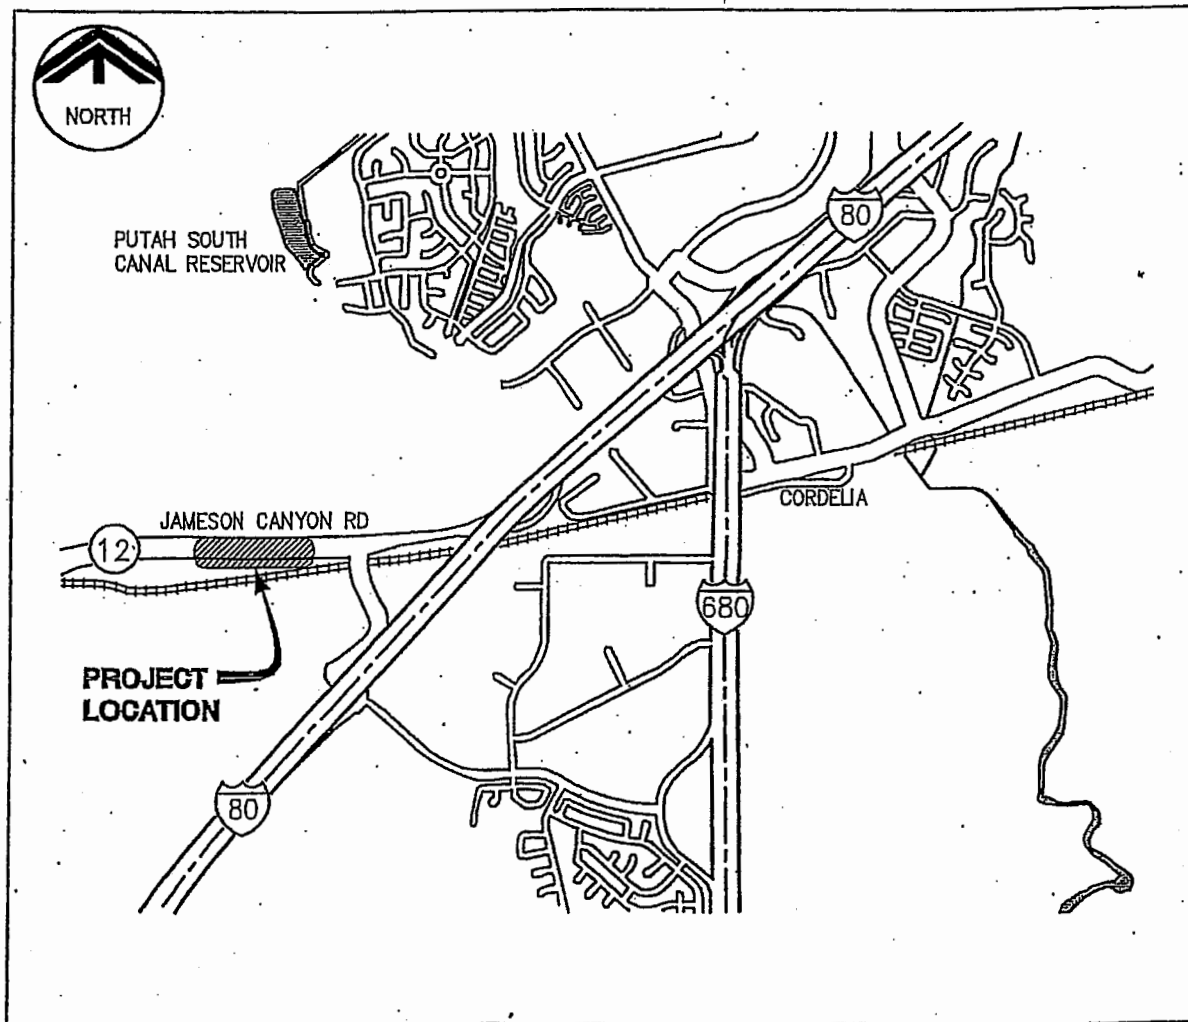 NORTH
80
PUTAH SOUTH
CANAL RESERVOIR
CORDELIA
JAMESON CANYON RD
12
680
PROJECT
LOCATION
80